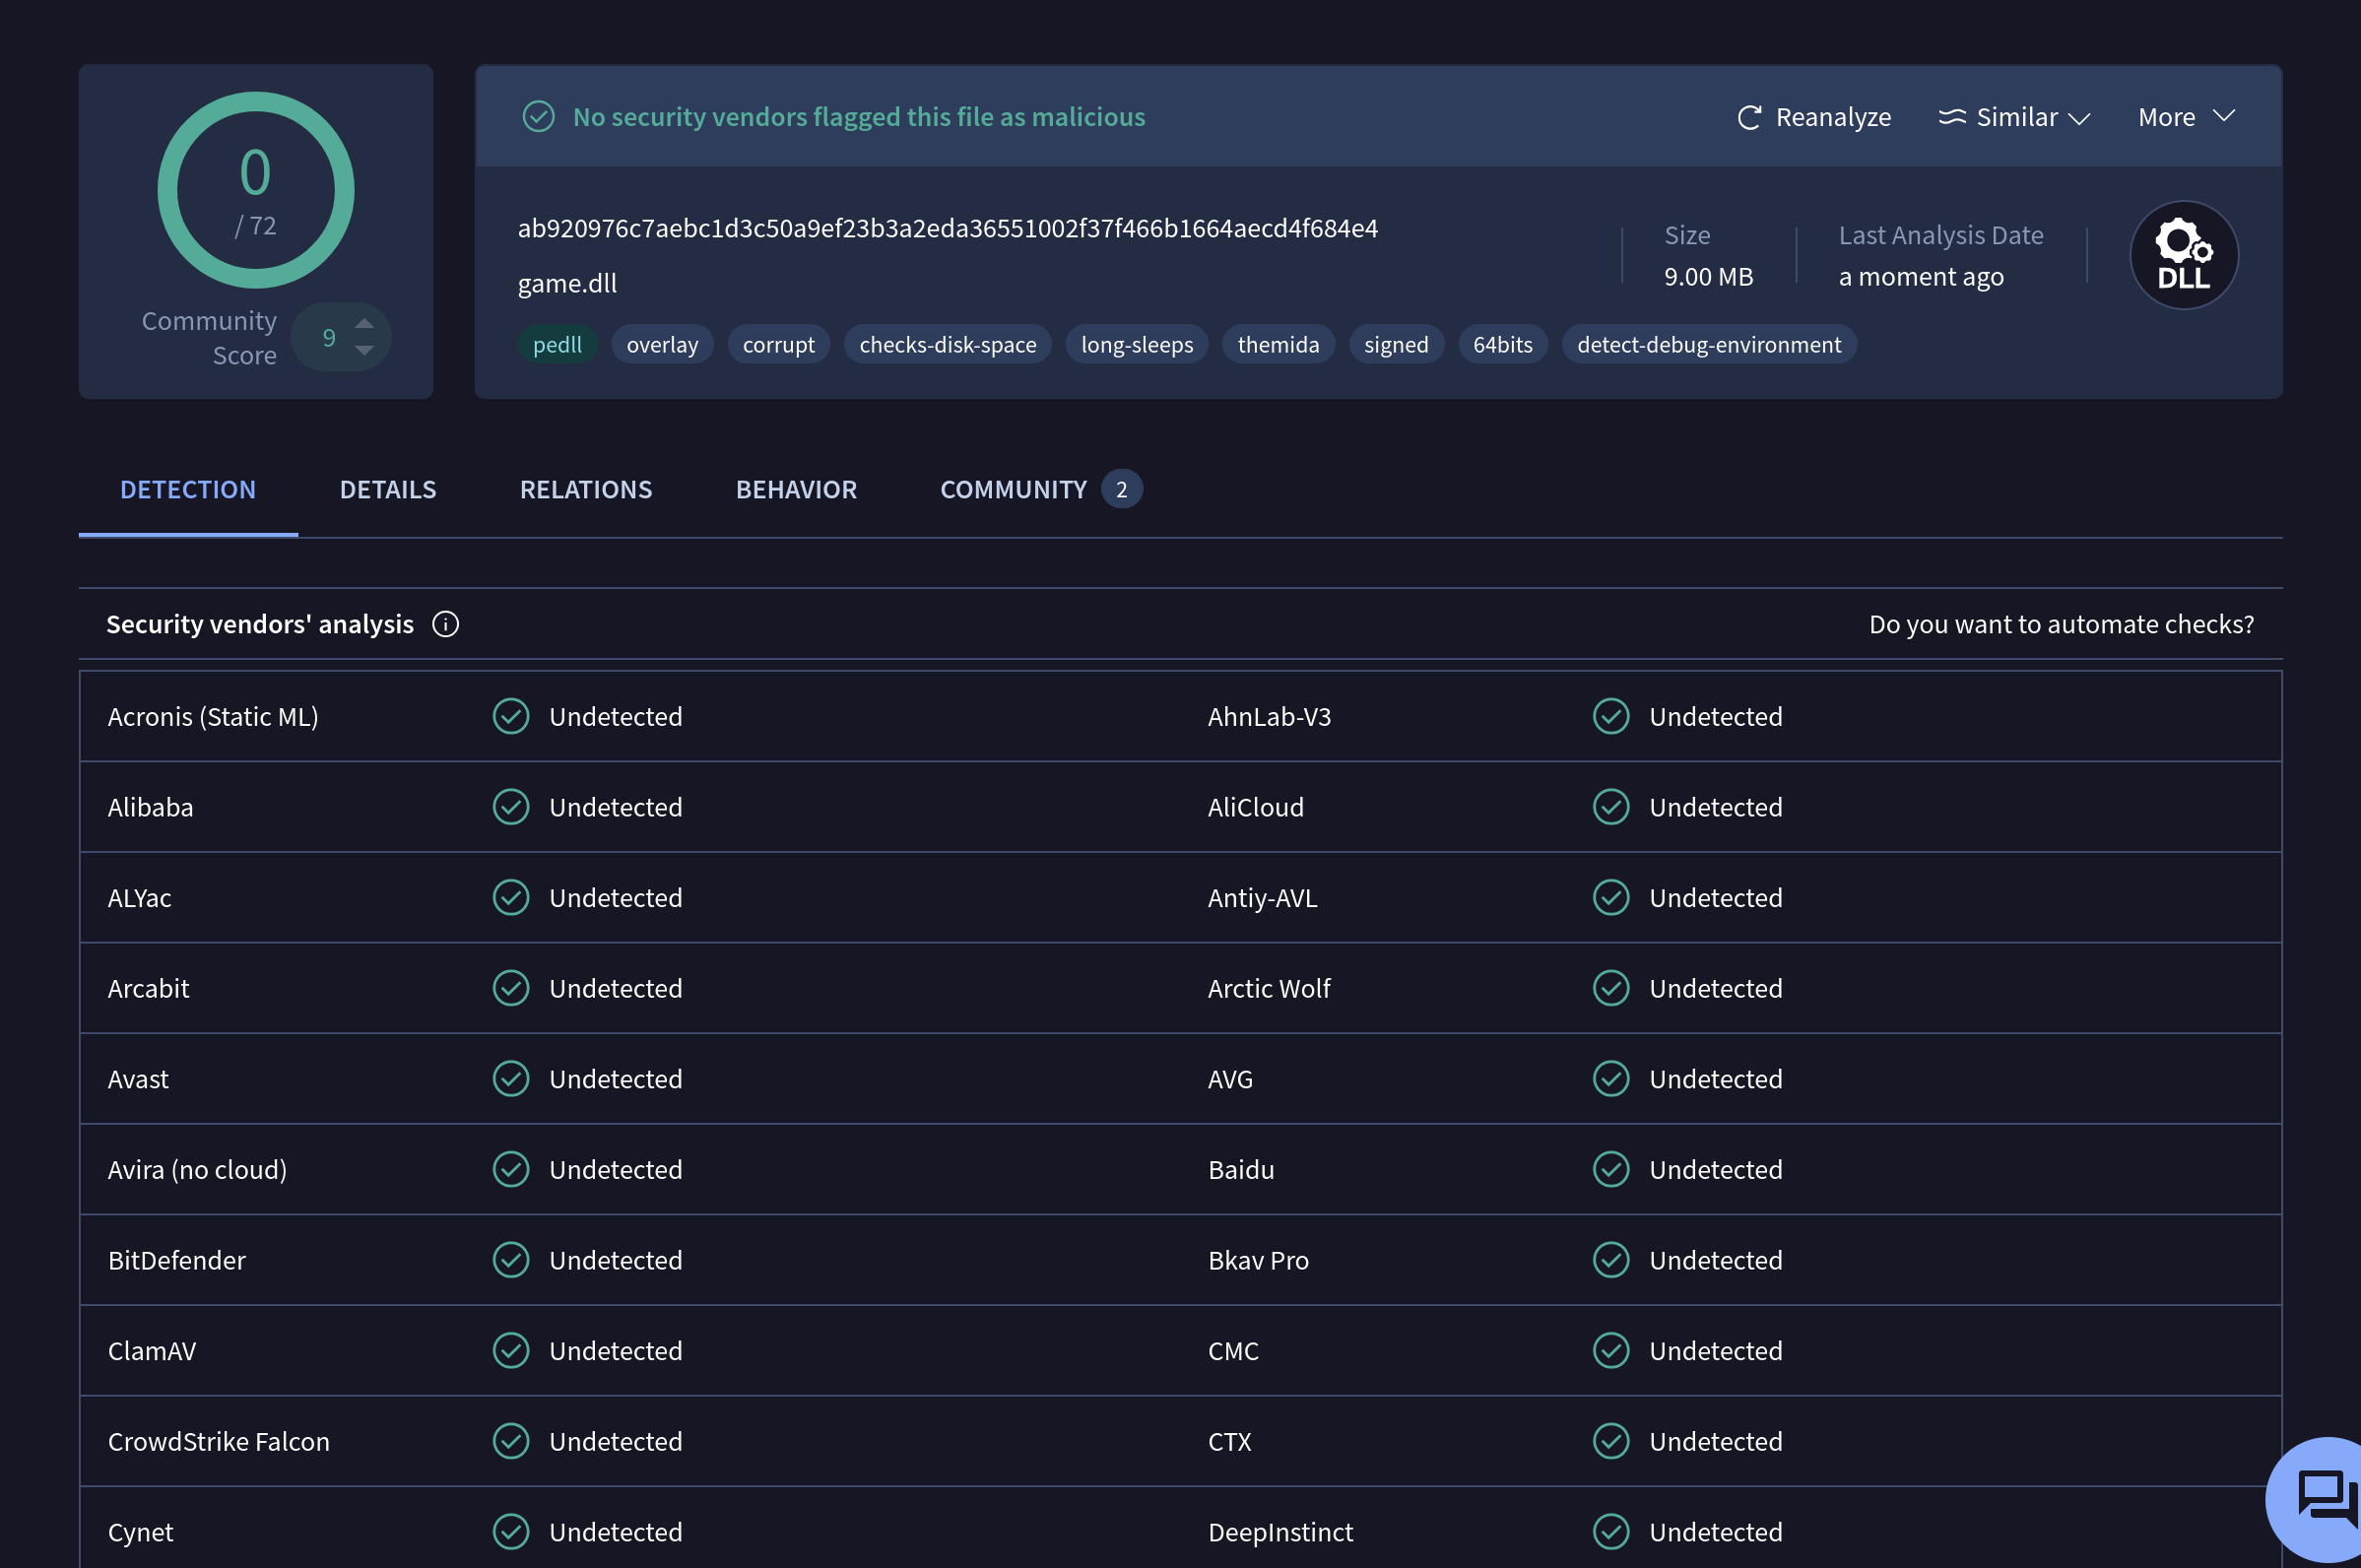 0
/ 72
Community Score
9
No security vendors flagged this file as malicious
Reanalyze
Similar
More
ab920976c7aebc1d3c50a9ef23b3a2eda36551002f37f466b1664aecd4f684e4
game.dll
Size
9.00 MB
Last Analysis Date
a moment ago
DLL
pedll overlay corrupt checks-disk-space long-sleeps themida signed 64bits detect-debug-environment
DETECTION DETAILS RELATIONS BEHAVIOR COMMUNITY 2
Security vendors' analysis
Do you want to automate checks?
Acronis (Static ML) Undetected AhnLab-V3 Undetected
Alibaba Undetected AliCloud Undetected
ALYac Undetected Antiy-AVL Undetected
Arcabit Undetected Arctic Wolf Undetected
Avast Undetected AVG Undetected
Avira (no cloud) Undetected Baidu Undetected
BitDefender Undetected Bkav Pro Undetected
ClamAV Undetected CMC Undetected
CrowdStrike Falcon Undetected CTX Undetected
Cynet Undetected DeepInstinct Undetected